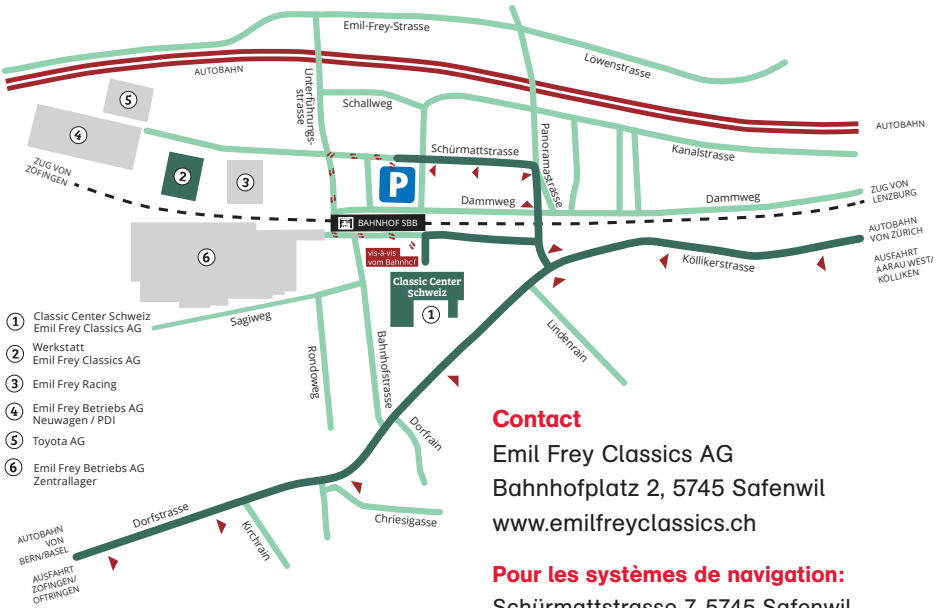 Emil-Frey-Strasse
Löwenstrasse
AUTOBAHN
Unterführungs-
strasse
Schallweg
AUTOBAHN
5
4
Schürmattstrasse
Panoramastrasse
Kanalstrasse
ZUG VON
ZOFINGEN
2
3
P
Dammweg
Dammweg
ZUG VON
LENZBURG
BAHNHOF SBB
AUTOBAHN
VON ZÜRICH
vis-à-vis
vom Bahnhof
6
Köllikerstrasse
AUSFAHRT
AARAU WEST/
KÖLLIKEN
Classic Center
Schweiz
1
Sagiweg
Rondoweg
Bahnhofstrasse
Lindenrain
1 Classic Center Schweiz
Emil Frey Classics AG
2 Werkstatt
Emil Frey Classics AG
3 Emil Frey Racing
4 Emil Frey Betriebs AG
Neuwagen / PDI
5 Toyota AG
6 Emil Frey Betriebs AG
Zentrallager
Dorfrain
Dorfstrasse
Kirchrain
Chriesigasse
AUTOBAHN
VON
BERN/BASEL
AUSFAHRT
ZOFINGEN/
OFTRINGEN
Contact
Emil Frey Classics AG
Bahnhofplatz 2, 5745 Safenwil
www.emilfreyclassics.ch
Pour les systèmes de navigation:
Schürmattstrasse 7, 5745 Safenwil